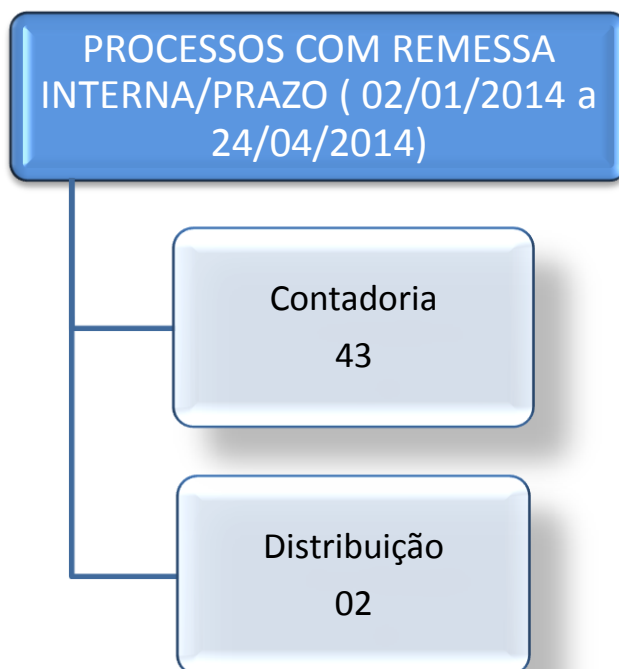 PROCESSOS COM REMESSA
INTERNA/PRAZO ( 02/01/2014 a
24/04/2014)
Contadoria
43
Distribuição
02